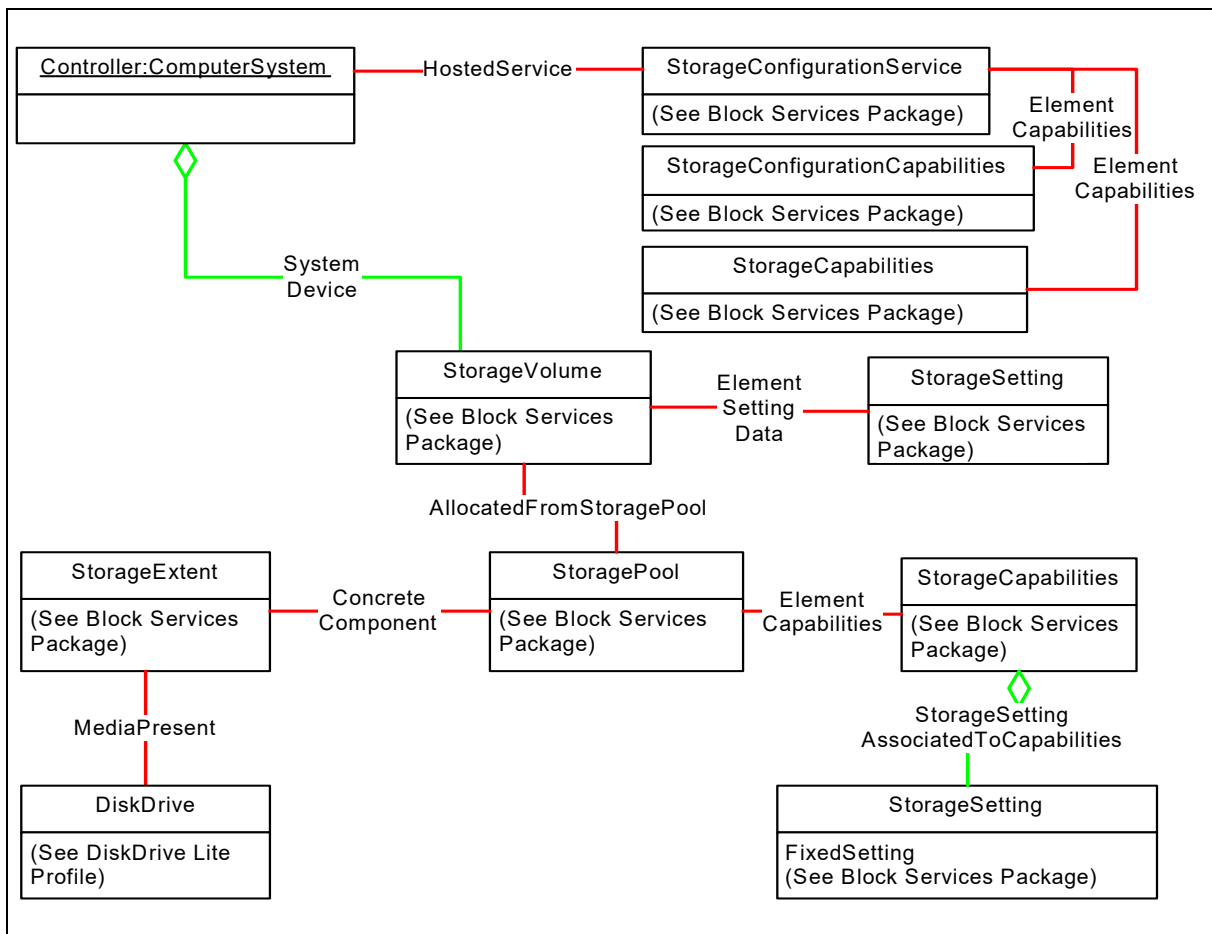 Controller:ComputerSystem
HostedService
StorageConfigurationService
(See Block Services Package)
Element
Capabilities
StorageConfigurationCapabilities
(See Block Services Package)
Element
Capabilities
StorageCapabilities
(See Block Services Package)
System
Device
StorageVolume
(See Block Services
Package)
Element
Setting
Data
StorageSetting
(See Block Services
Package)
AllocatedFromStoragePool
StorageExtent
(See Block Services
Package)
Concrete
Component
StoragePool
(See Block Services
Package)
Element
Capabilities
StorageCapabilities
(See Block Services
Package)
MediaPresent
StorageSetting
AssociatedToCapabilities
DiskDrive
(See DiskDrive Lite
Profile)
StorageSetting
FixedSetting
(See Block Services Package)